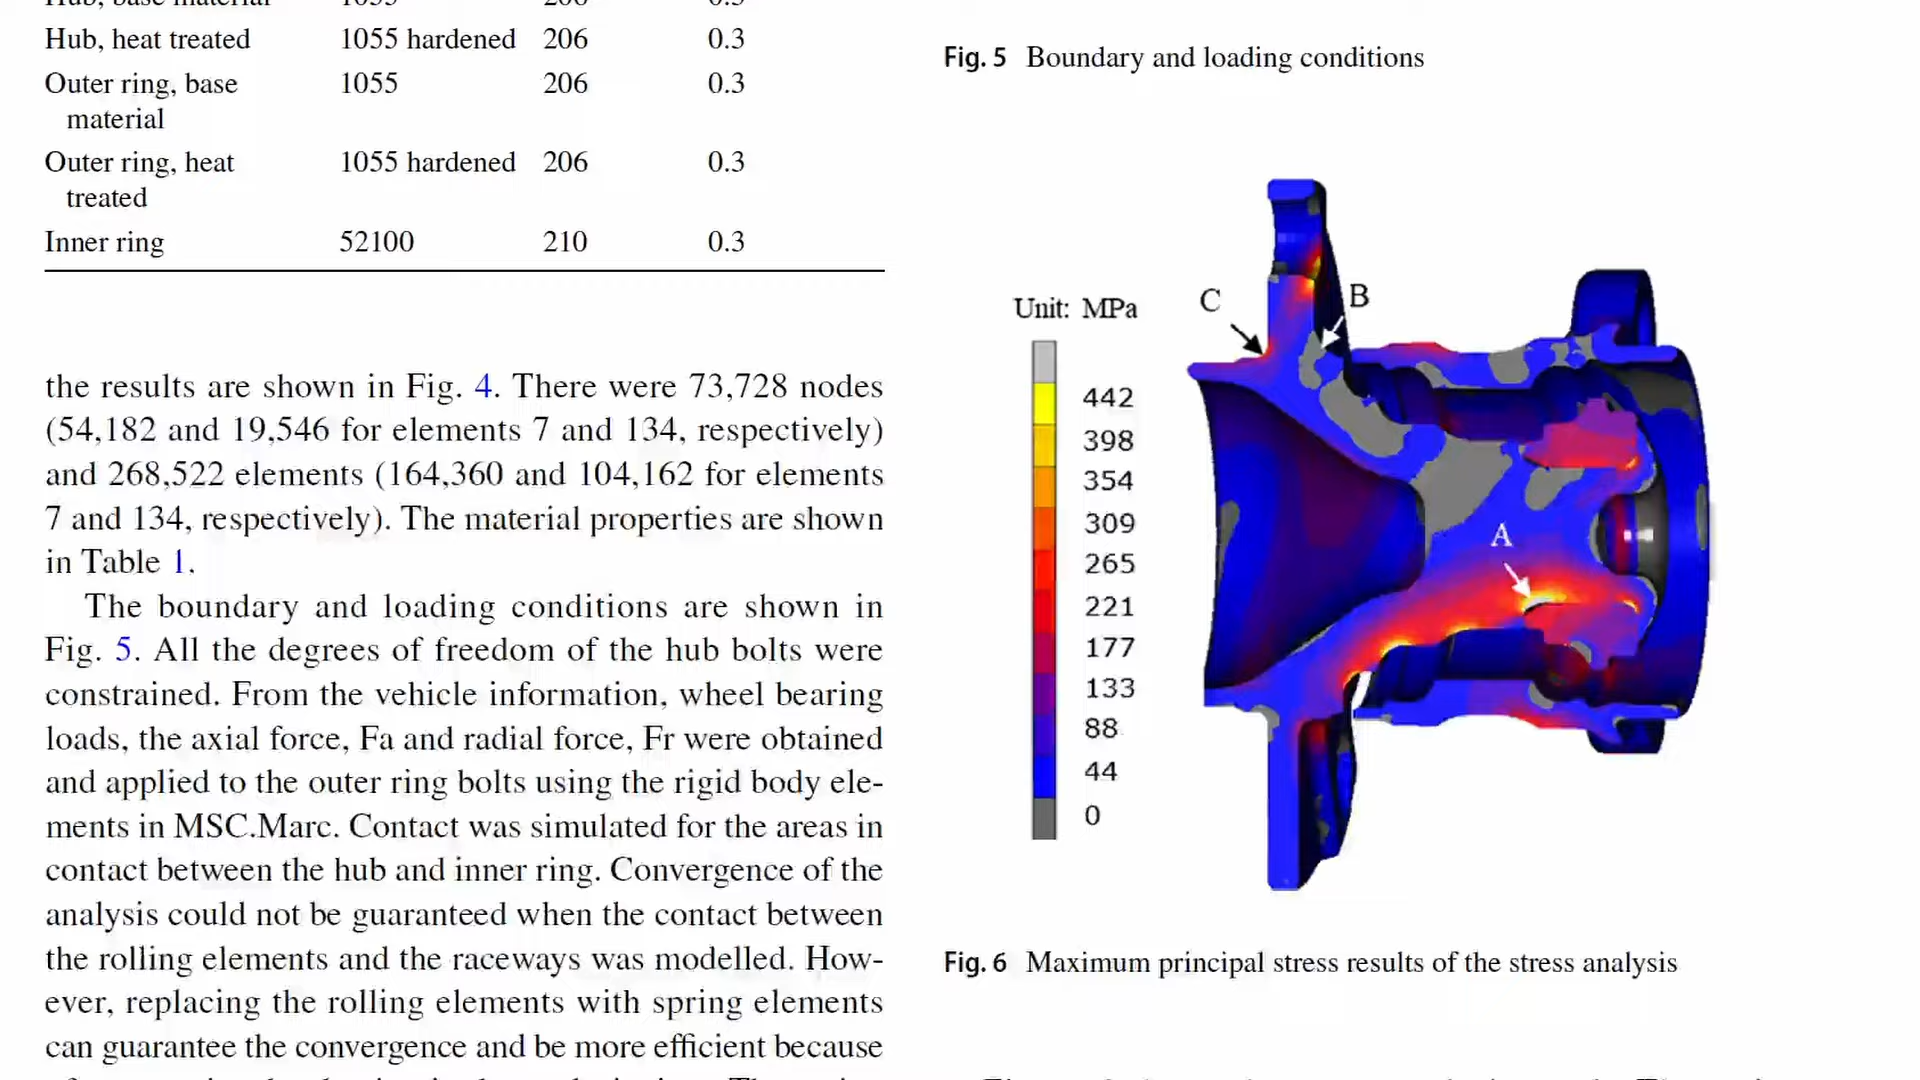 Hub, base material 1055 206 0.3
Hub, heat treated 1055 hardened 206 0.3
Outer ring, base 1055 206 0.3
material
Outer ring, heat 1055 hardened 206 0.3
treated
Inner ring 52100 210 0.3
the results are shown in Fig. 4. There were 73,728 nodes
(54,182 and 19,546 for elements 7 and 134, respectively)
and 268,522 elements (164,360 and 104,162 for elements
7 and 134, respectively). The material properties are shown
in Table 1.
The boundary and loading conditions are shown in
Fig. 5. All the degrees of freedom of the hub bolts were
constrained. From the vehicle information, wheel bearing
loads, the axial force, Fa and radial force, Fr were obtained
and applied to the outer ring bolts using the rigid body ele-
ments in MSC.Marc. Contact was simulated for the areas in
contact between the hub and inner ring. Convergence of the
analysis could not be guaranteed when the contact between
the rolling elements and the raceways was modelled. How-
ever, replacing the rolling elements with spring elements
can guarantee the convergence and be more efficient because
Fig. 5 Boundary and loading conditions
Unit: MPa
442
398
354
309
265
221
177
133
88
44
0
C
B
A
Fig. 6 Maximum principal stress results of the stress analysis